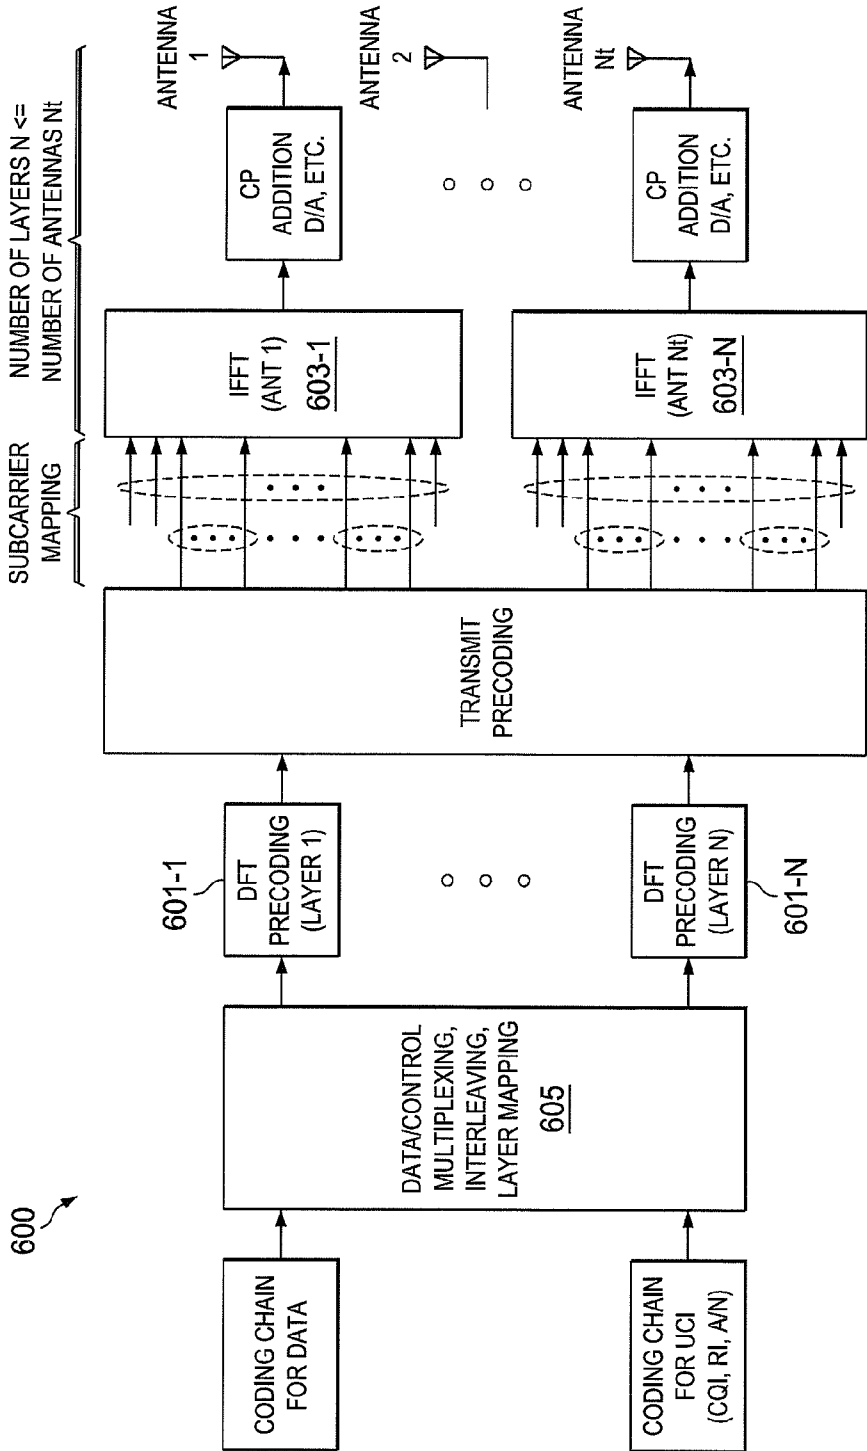 600
CODING CHAIN
FOR DATA
CODING CHAIN
FOR UCI
(CQI, RI, A/N)
DATA/CONTROL
MULTIPLEXING,
INTERLEAVING,
LAYER MAPPING
605
601-1
DFT
PRECODING
(LAYER 1)
DFT
PRECODING
(LAYER N)
601-N
TRANSMIT
PRECODING
SUBCARRIER
MAPPING
NUMBER OF LAYERS N <=
NUMBER OF ANTENNAS Nt
IFFT
(ANT 1)
603-1
IFFT
(ANT Nt)
603-N
CP
ADDITION
D/A, ETC.
CP
ADDITION
D/A, ETC.
ANTENNA
1
ANTENNA
2
ANTENNA
Nt